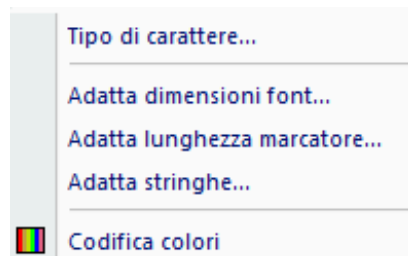 Tipo di carattere...
Adatta dimensioni font...
Adatta lunghezza marcatore...
Adatta stringhe...
Codifica colori